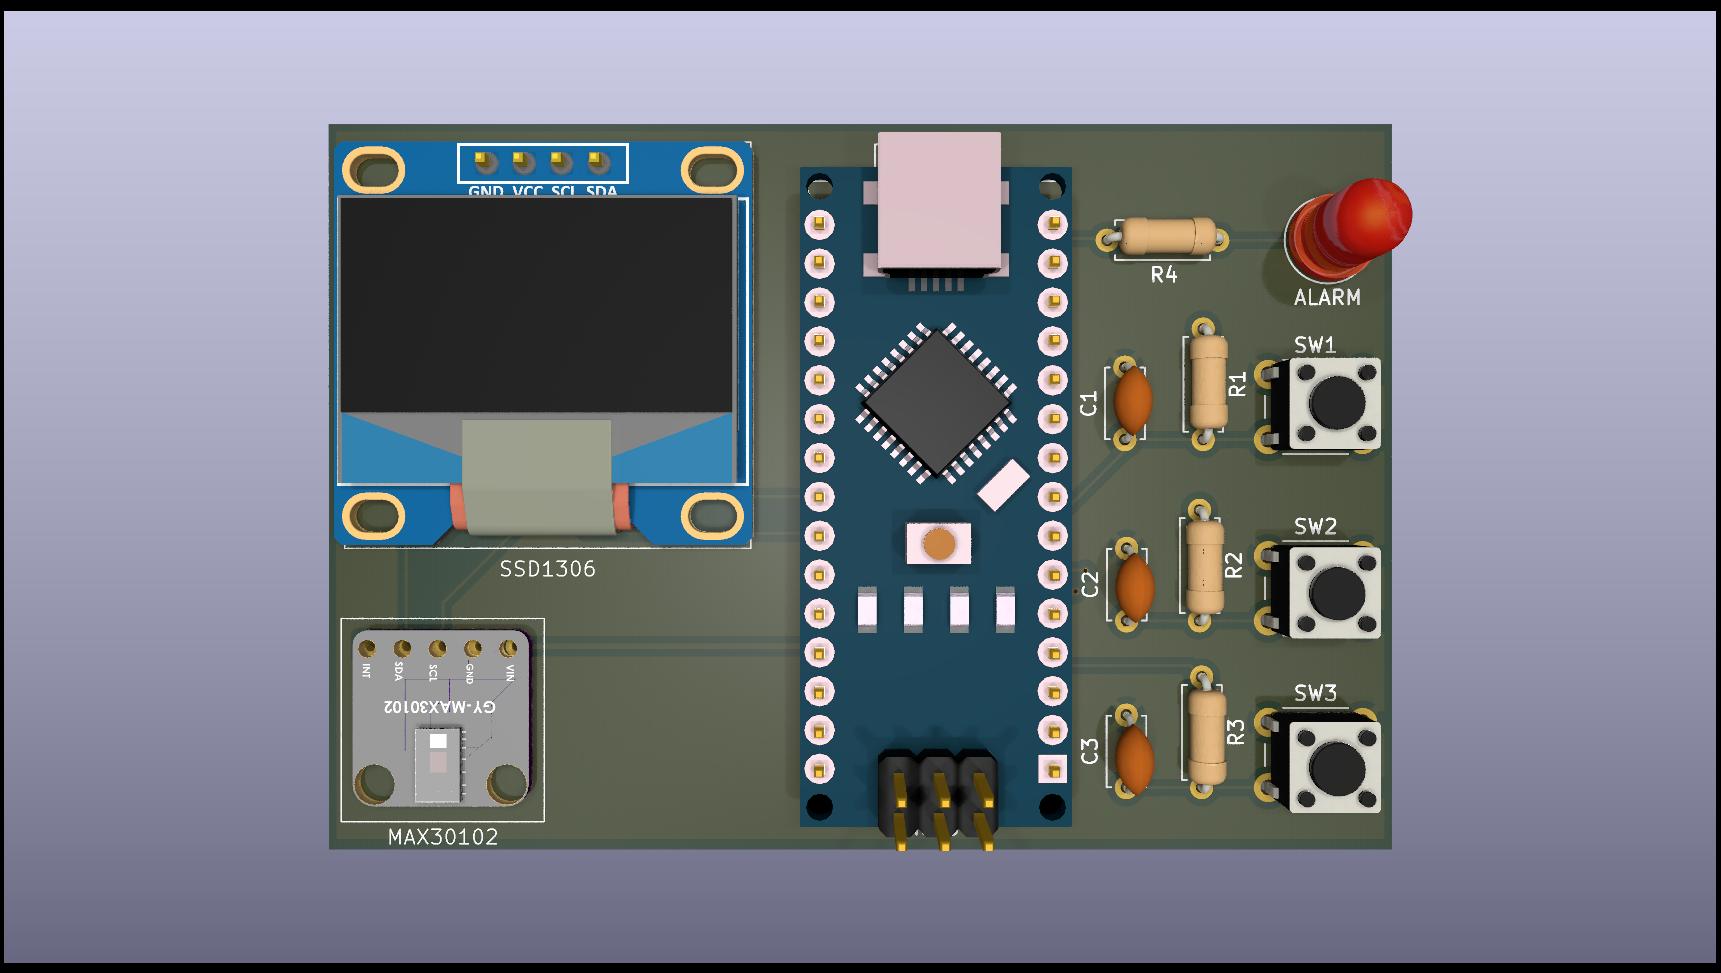 GND VCC SCL SDA
SSD1306
INT SDA SCL GND VIN
GY-MAX30102
MAX30102
R4
ALARM
C1
R1
SW1
C2
R2
SW2
C3
R3
SW3